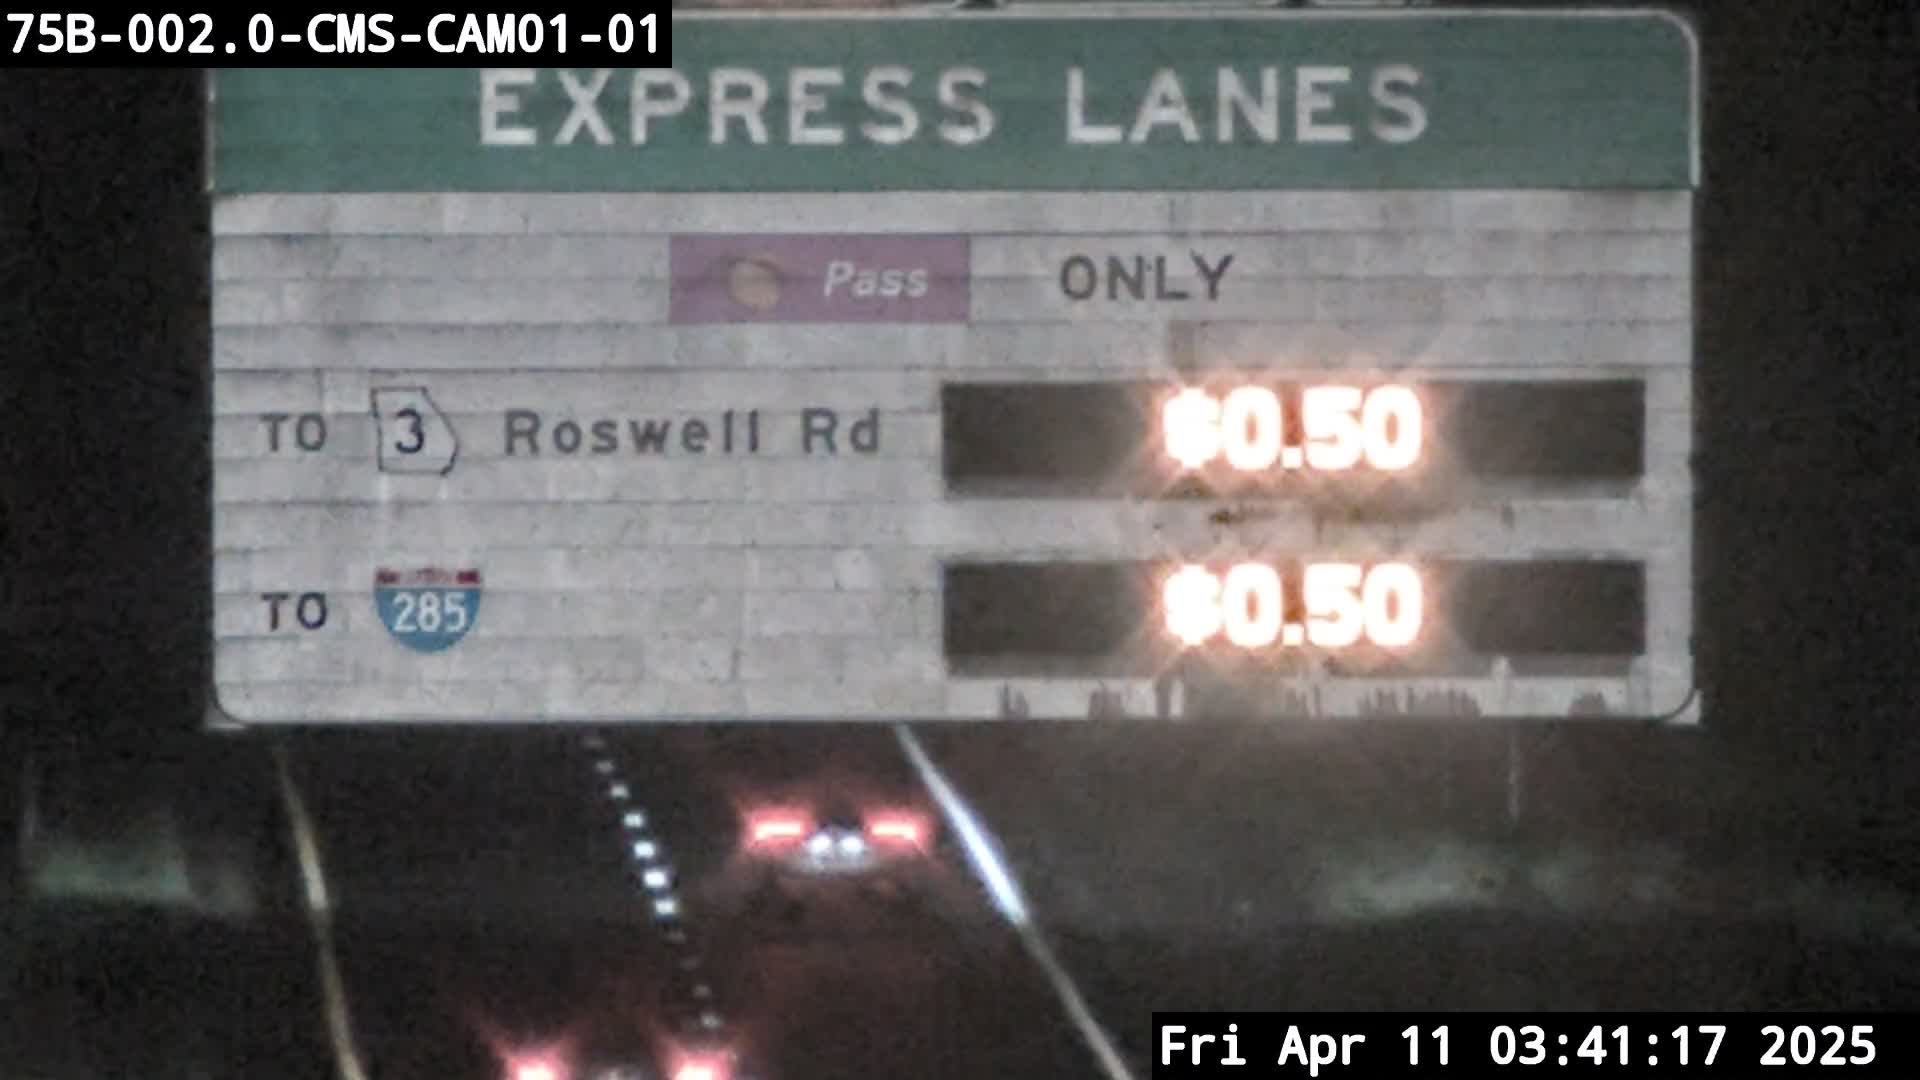 75B-002.0-CMS-CAM01-01
EXPRESS LANES
Pass ONLY
TO 3 Roswell Rd $0.50
TO 285 $0.50
Fri Apr 11 03:41:17 2025